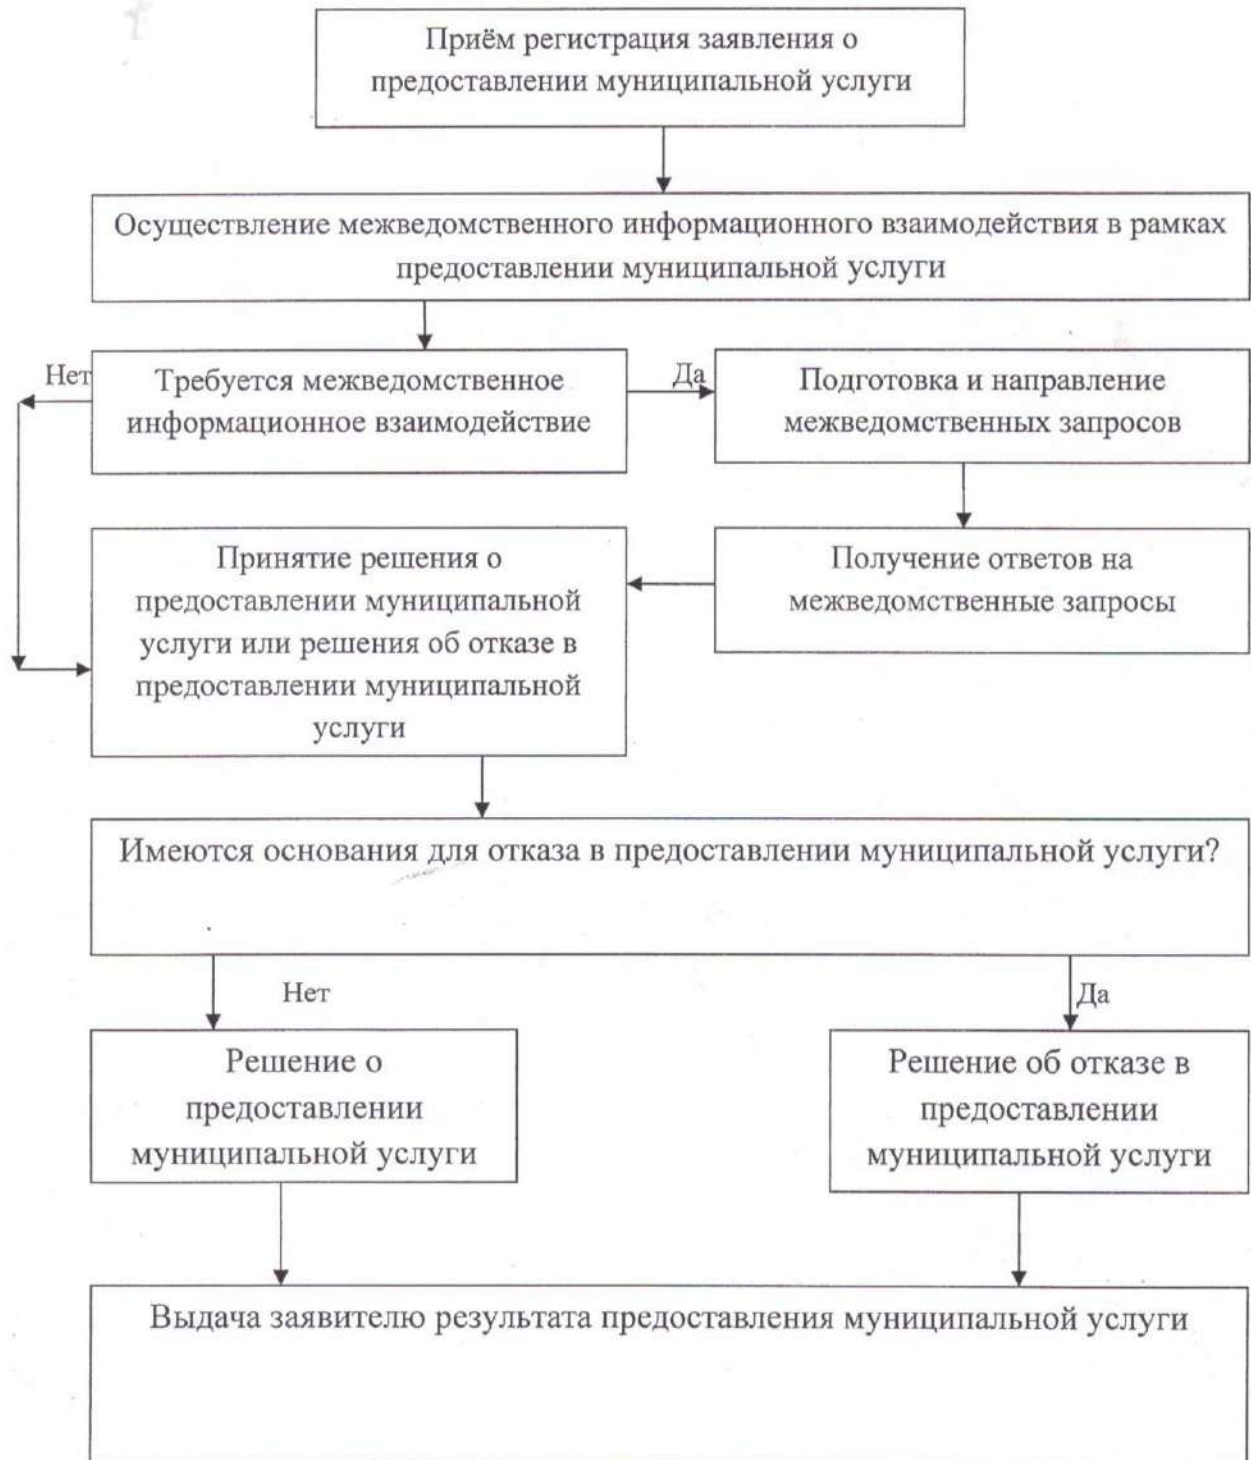 Приём регистрация заявления о
предоставлении муниципальной услуги
Осуществление межведомственного информационного взаимодействия в рамках
предоставлении муниципальной услуги
Нет
Требуется межведомственное
информационное взаимодействие
Да
Подготовка и направление
межведомственных запросов
Принятие решения о
предоставлении муниципальной
услуги или решения об отказе в
предоставлении муниципальной
услуги
Получение ответов на
межведомственные запросы
Имеются основания для отказа в предоставлении муниципальной услуги?
Нет
Да
Решение о
предоставлении
муниципальной услуги
Решение об отказе в
предоставлении
муниципальной услуги
Выдача заявителю результата предоставления муниципальной услуги